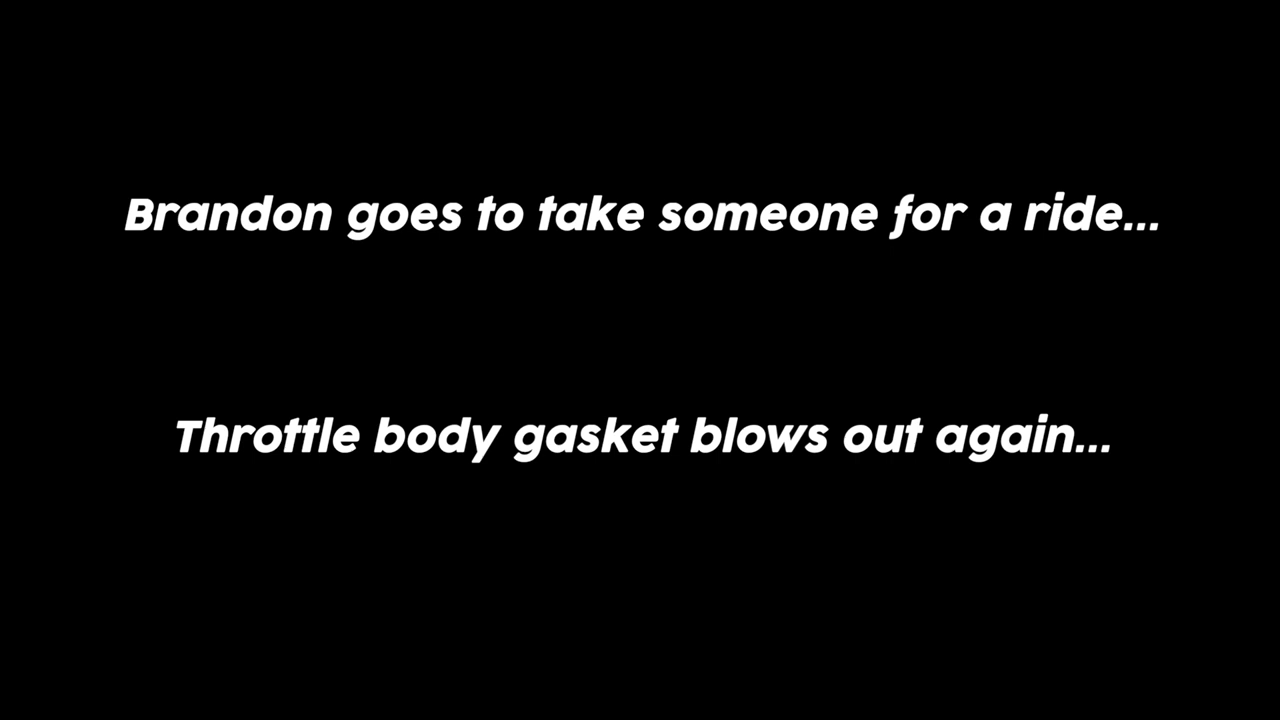 Brandon goes to take someone for a ride...
Throttle body gasket blows out again...